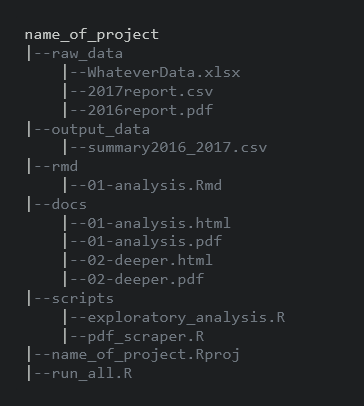 name_of_project
|--raw_data
    |--WhateverData.xlsx
    |--2017report.csv
    |--2016report.pdf
|--output_data
    |--summary2016_2017.csv
|--rmd
    |--01-analysis.Rmd
|--docs
    |--01-analysis.html
    |--01-analysis.pdf
    |--02-deeper.html
    |--02-deeper.pdf
|--scripts
    |--exploratory_analysis.R
    |--pdf_scraper.R
|--name_of_project.Rproj
|--run_all.R